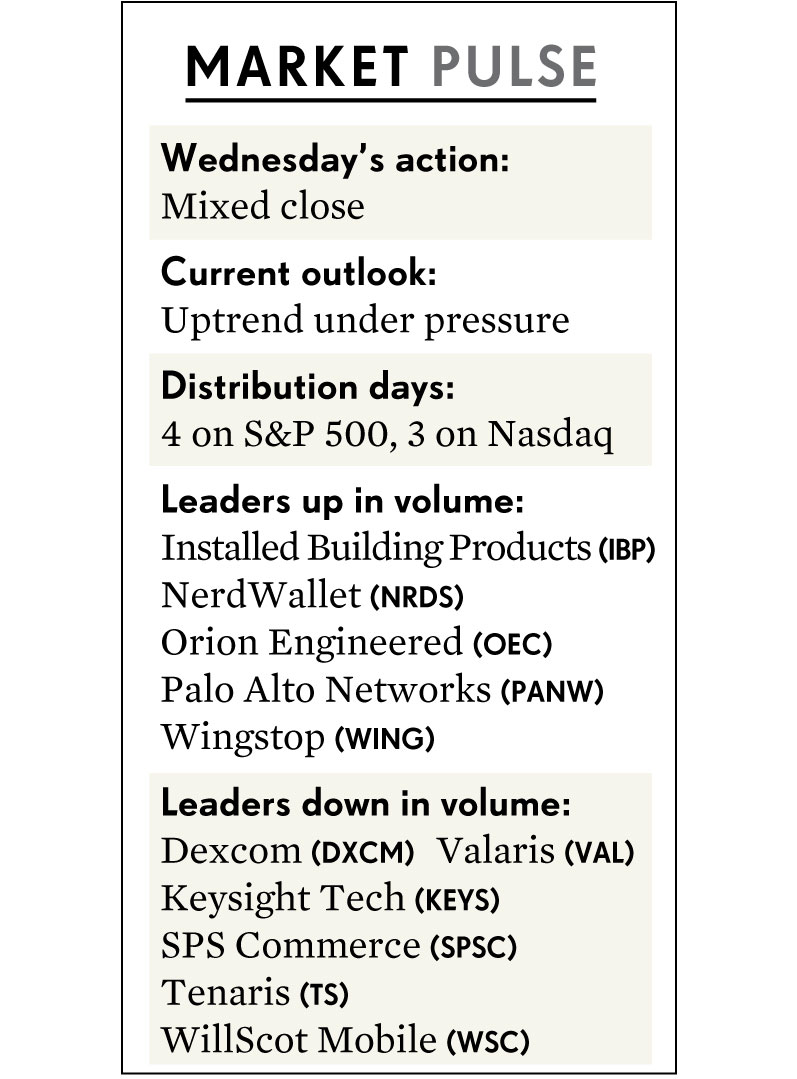 MARKET PULSE
Wednesday’s action:
Mixed close
Current outlook:
Uptrend under pressure
Distribution days:
4 on S&P 500, 3 on Nasdaq
Leaders up in volume:
Installed Building Products (IBP)
NerdWallet (NRDS)
Orion Engineered (OEC)
Palo Alto Networks (PANW)
Wingstop (WING)
Leaders down in volume:
Dexcom (DXCM) Valaris (VAL)
Keysight Tech (KEYS)
SPS Commerce (SPSC)
Tenaris (TS)
WillScot Mobile (WSC)